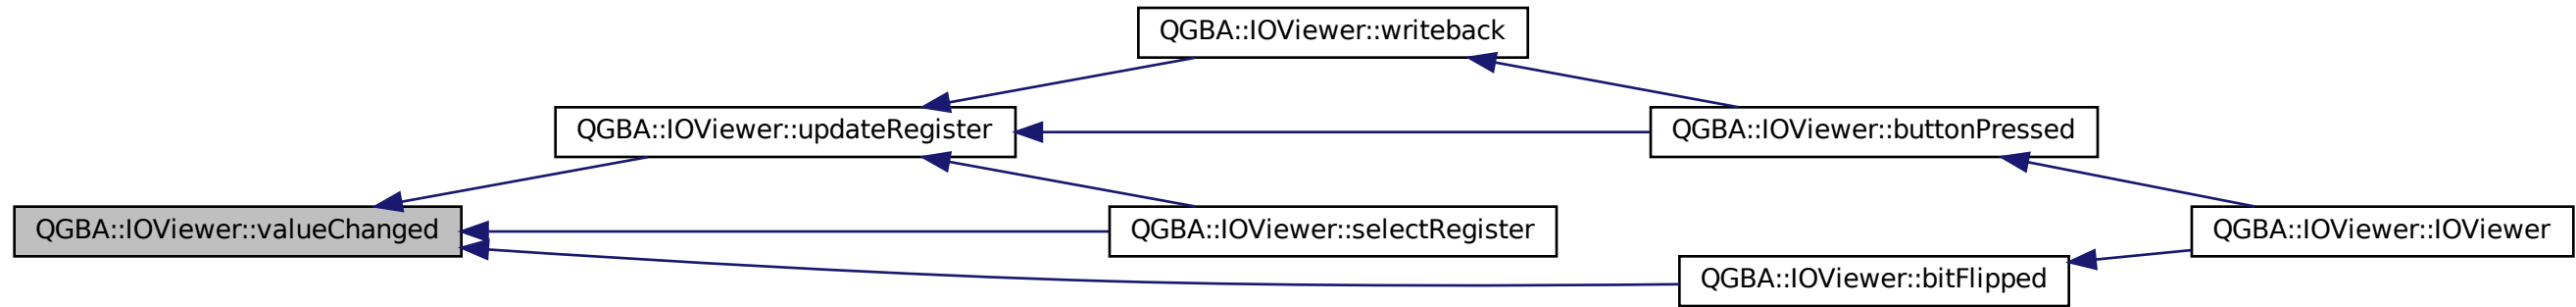 QGBA::IOViewer::writeback
QGBA::IOViewer::updateRegister
QGBA::IOViewer::buttonPressed
QGBA::IOViewer::valueChanged
QGBA::IOViewer::selectRegister
QGBA::IOViewer::IOViewer
QGBA::IOViewer::bitFlipped